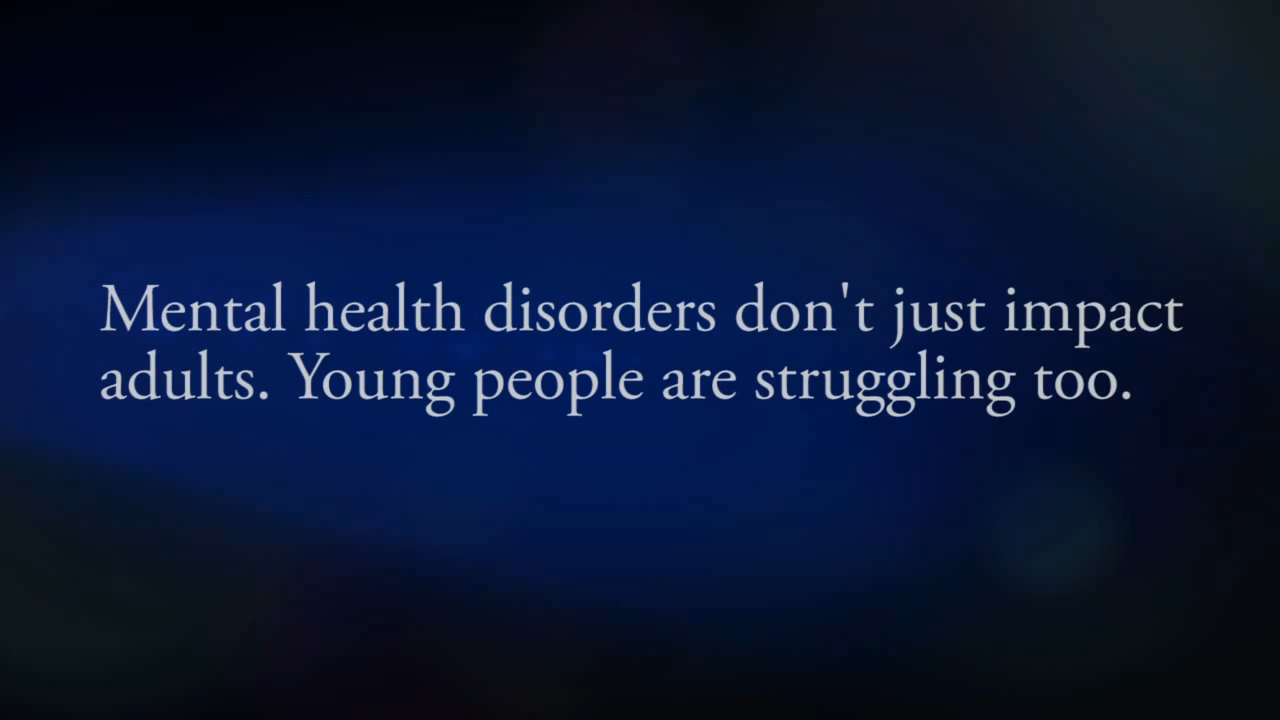 Mental health disorders don't just impact
adults. Young people are struggling too.